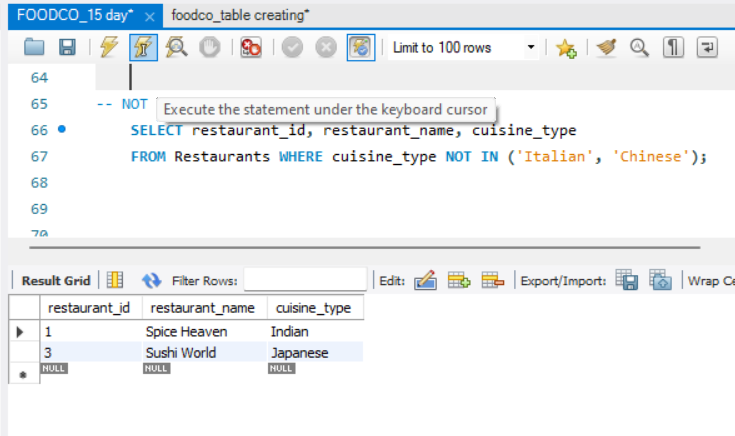 FOODCO_15 day* × foodco_table creating*
Limit to 100 rows
64
65 -- NOT
Execute the statement under the keyboard cursor
66 SELECT restaurant_id, restaurant_name, cuisine_type
67 FROM Restaurants WHERE cuisine_type NOT IN ('Italian', 'Chinese');
68
69
70
Result Grid Filter Rows: Edit: Export/Import: Wrap Ce
restaurant_id restaurant_name cuisine_type
1 Spice Heaven Indian
3 Sushi World Japanese
NULL NULL NULL